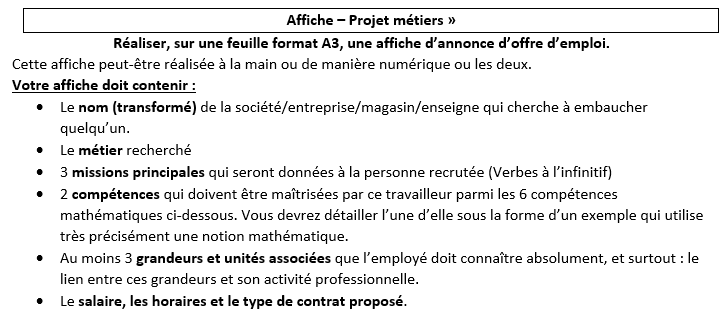 Affiche – Projet métiers »
Réaliser, sur une feuille format A3, une affiche d’annonce d’offre d’emploi.
Cette affiche peut-être réalisée à la main ou de manière numérique ou les deux.
Votre affiche doit contenir :
• Le nom (transformé) de la société/entreprise/magasin/enseigne qui cherche à embaucher
quelqu’un.
• Le métier recherché
• 3 missions principales qui seront données à la personne recrutée (Verbes à l’infinitif)
• 2 compétences qui doivent être maîtrisées par ce travailleur parmi les 6 compétences
mathématiques ci-dessous. Vous devrez détailler l’une d’elle sous la forme d’un exemple qui utilise
très précisément une notion mathématique.
• Au moins 3 grandeurs et unités associées que l’employé doit connaître absolument, et surtout : le
lien entre ces grandeurs et son activité professionnelle.
• Le salaire, les horaires et le type de contrat proposé.